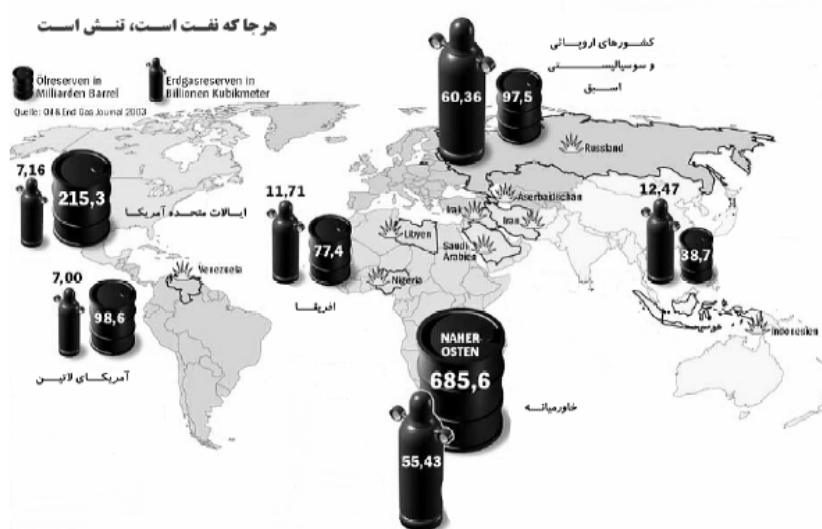 هرجا که نفت است، تنش است
Ölreserven in
Milliarden Barrel
Erdgasreserven in
Billionen Kubikmeter
Quelle: Oil & End Gas Journal 2003
کشورهای اروپائی
و سوسیالیستی
اسبق
60,36
97,5
Russland
7,16
215,3
ایالات متحده آمریکا
11,71
77,4
افریقا
Aserbaidschan
Irak
Iran
Libyen
Saudi-
Arabien
Nigeria
12,47
38,7
Indonesien
Venezuela
7,00
98,6
آمریکای لاتین
NAHER
OSTEN
685,6
خاورمیانه
55,43